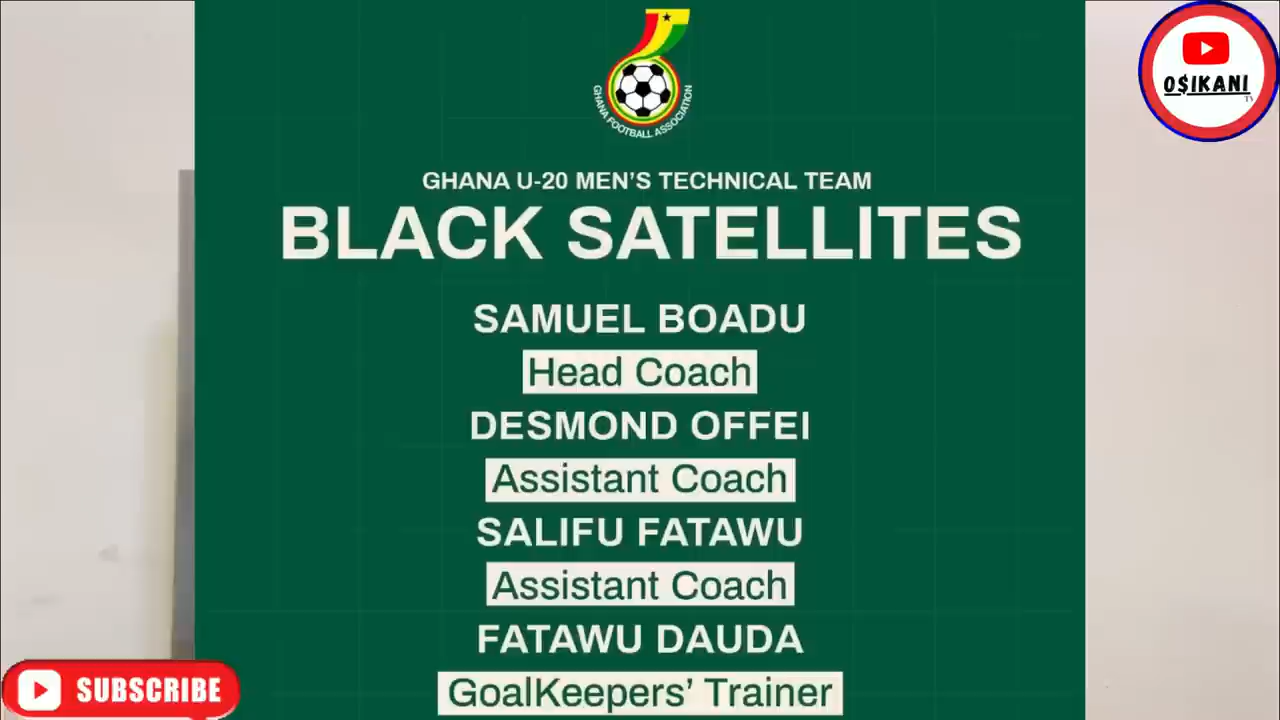 GHANA FOOTBALL ASSOCIATION
O$IKANI
TV
GHANA U-20 MEN'S TECHNICAL TEAM
BLACK SATELLITES
SAMUEL BOADU
Head Coach
DESMOND OFFEI
Assistant Coach
SALIFU FATAWU
Assistant Coach
FATAWU DAUDA
GoalKeepers' Trainer
SUBSCRIBE